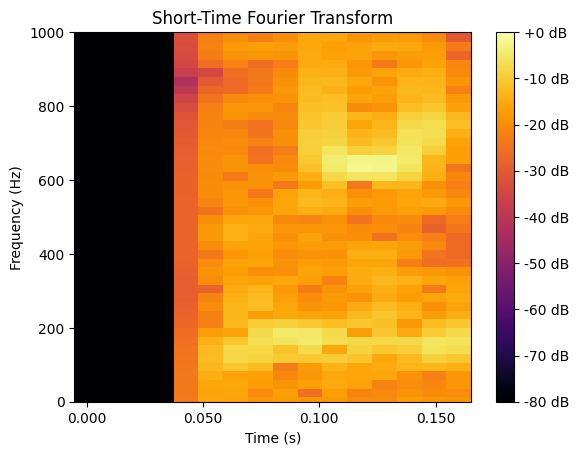 Short-Time Fourier Transform
1000
800
600
400
200
0
Frequency (Hz)
0.000
0.050
0.100
0.150
Time (s)
+0 dB
-10 dB
-20 dB
-30 dB
-40 dB
-50 dB
-60 dB
-70 dB
-80 dB